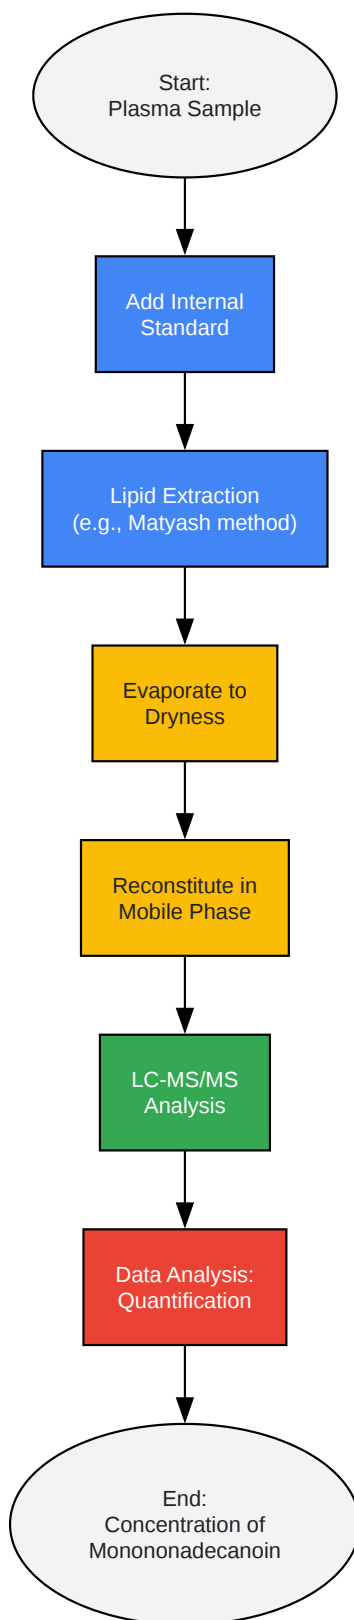 Start:
Plasma Sample
Add Internal
Standard
Lipid Extraction
(e.g., Matyash method)
Evaporate to
Dryness
Reconstitute in
Mobile Phase
LC-MS/MS
Analysis
Data Analysis:
Quantification
End:
Concentration of
Monononadecanoin